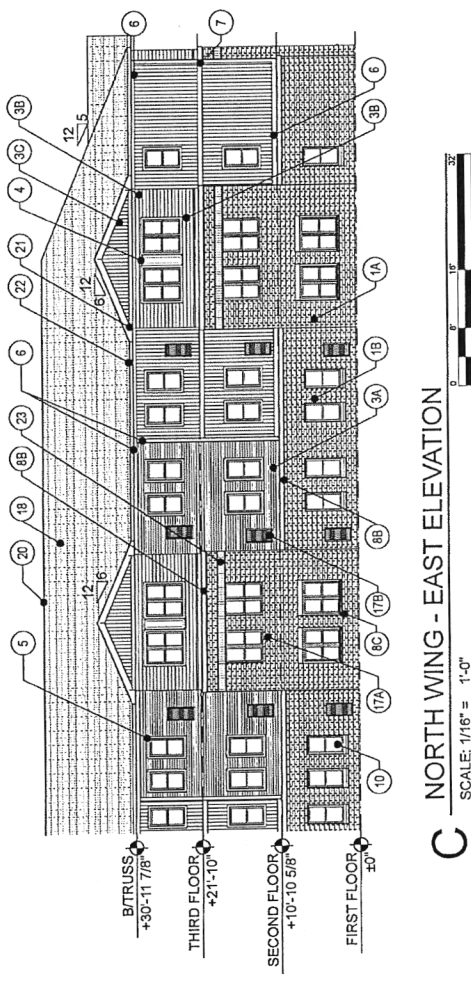 5
20
18
8B
23
6
22
21
4
3C
3B
6
7
12
6
12
6
12
5
B/TRUSS
+30'-11 7/8"
THIRD FLOOR
+21'-10"
SECOND FLOOR
+10'-10 5/8"
FIRST FLOOR
±0"
10
17A
8C
17B
8B
3A
1B
1A
3B
6
C NORTH WING - EAST ELEVATION
SCALE: 1/16" = 1'-0"
0 8' 16' 32'